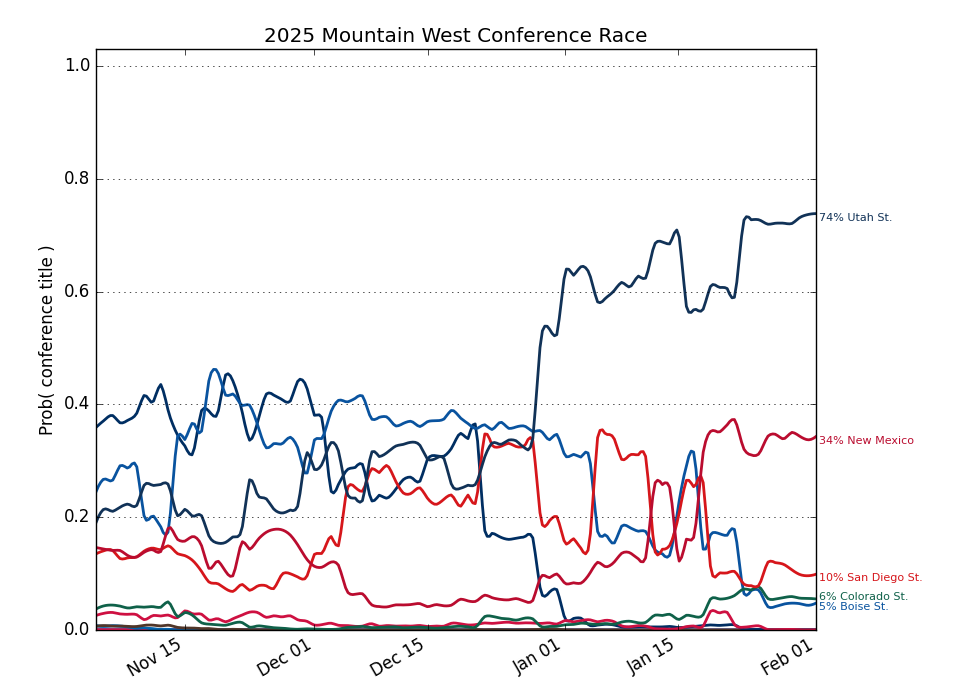 2025 Mountain West Conference Race
1.0
0.8
0.6
0.4
0.2
0.0
Prob( conference title )
74% Utah St.
34% New Mexico
10% San Diego St.
6% Colorado St.
5% Boise St.
Nov 15
Dec 01
Dec 15
Jan 01
Jan 15
Feb 01